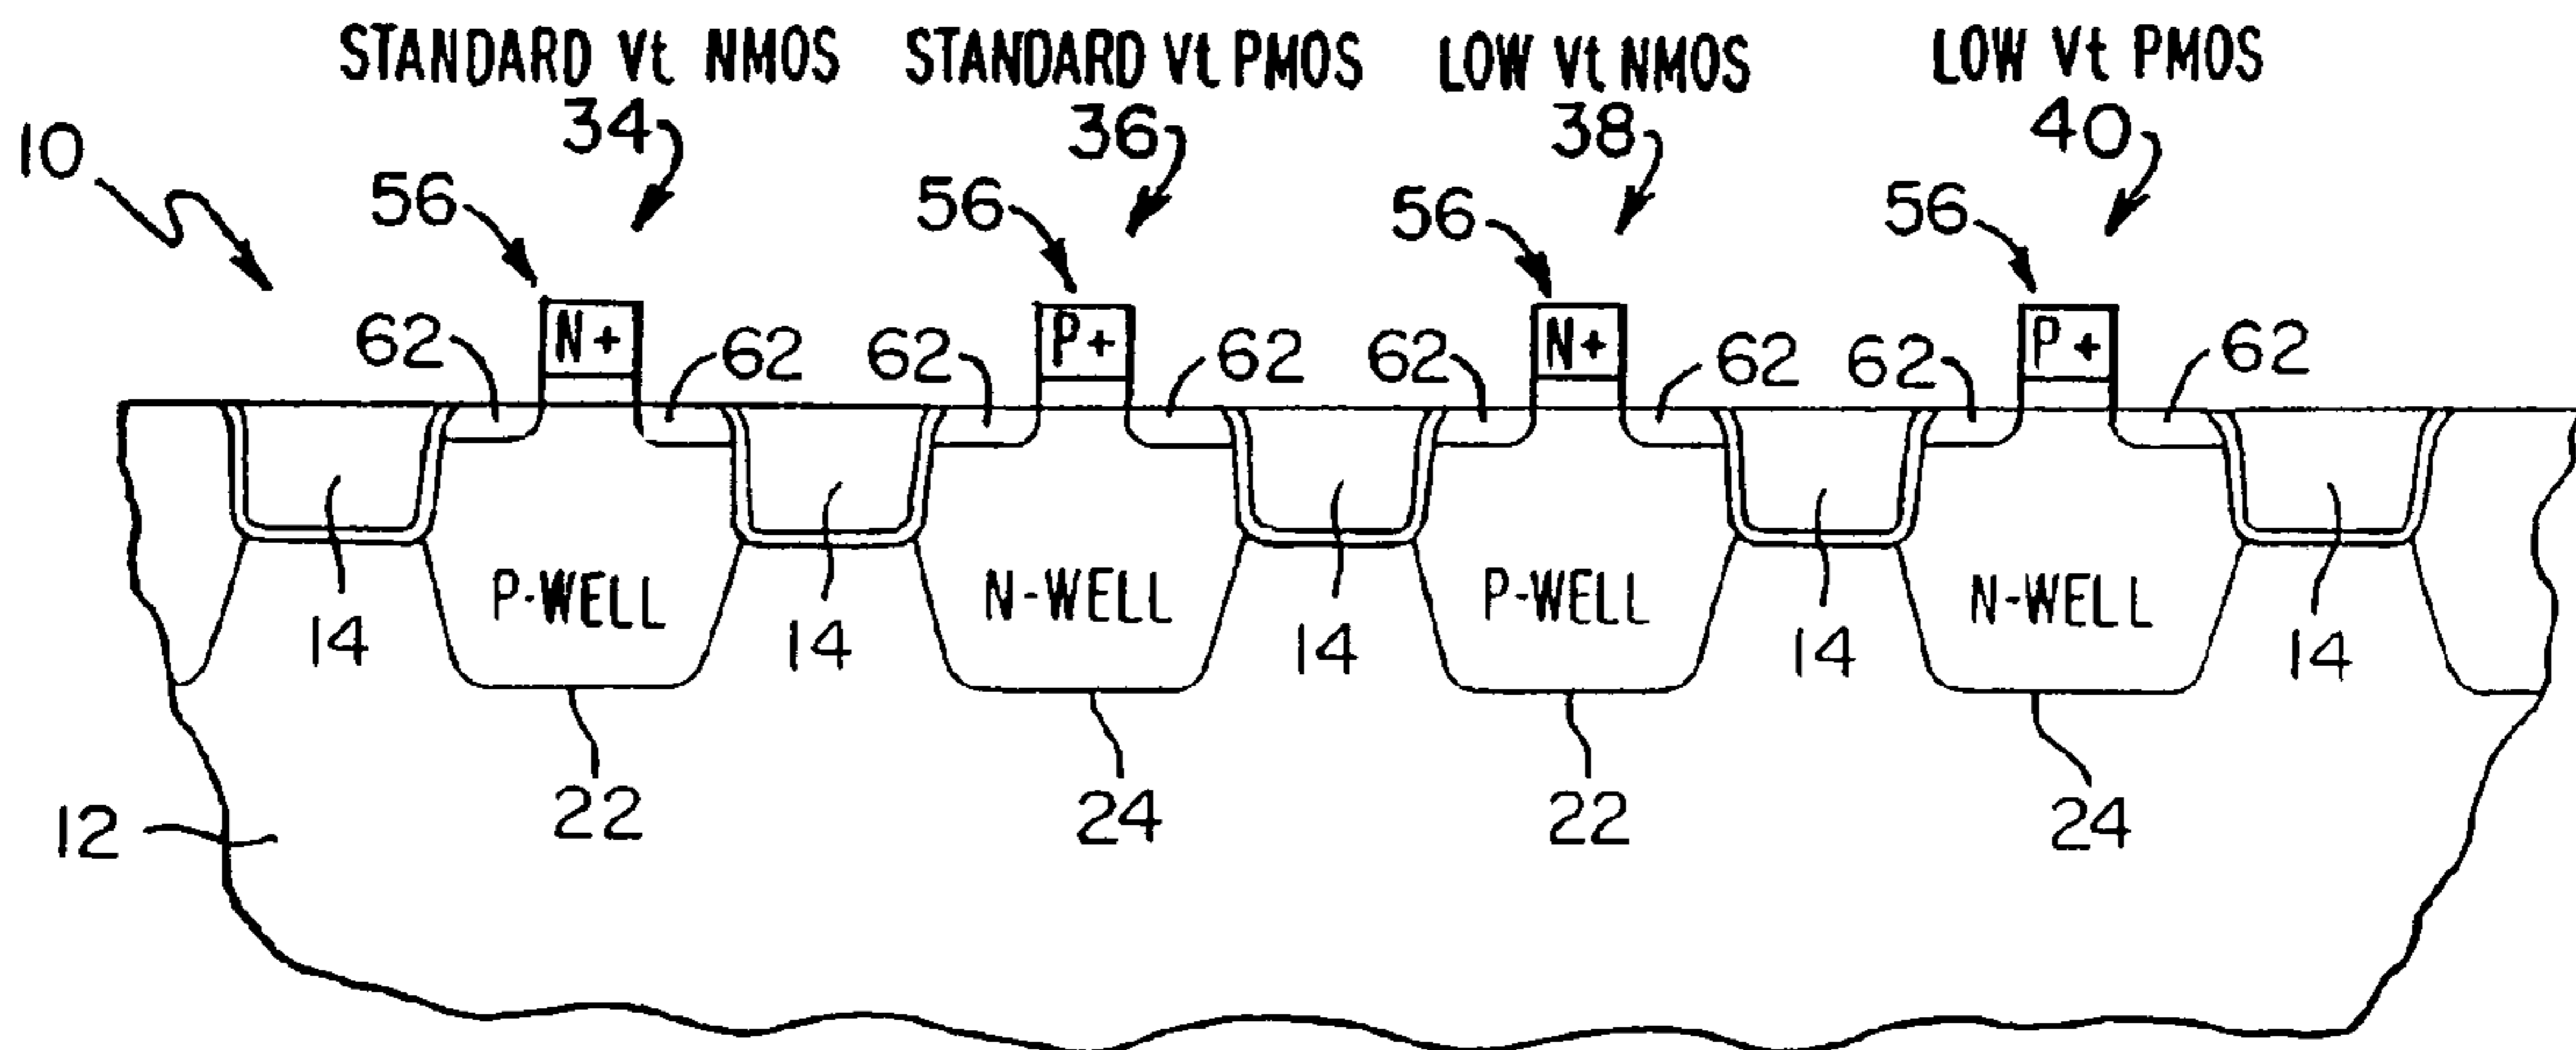 STANDARD Vt NMOS STANDARD Vt PMOS LOW Vt NMOS LOW Vt PMOS
34 36 38 40
10
56 56 56 56
N+ P+ N+ P+
62 62 62 62 62 62 62 62
P-WELL N-WELL P-WELL N-WELL
14 14 14 14 14
22 24 22 24
12